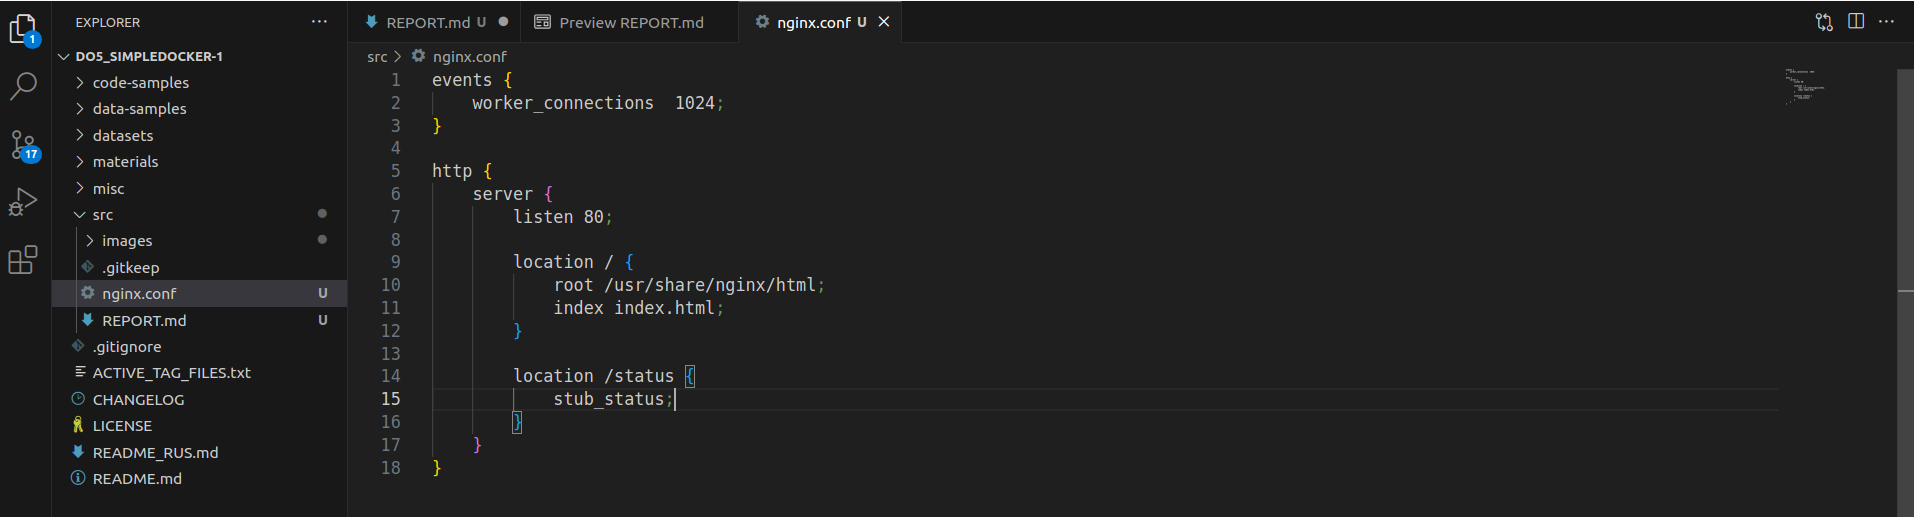 EXPLORER
DO5_SIMPLEDOCKER-1
code-samples
data-samples
datasets
materials
misc
src
images
.gitkeep
nginx.conf U
REPORT.md U
.gitignore
ACTIVE_TAG_FILES.txt
CHANGELOG
LICENSE
README_RUS.md
README.md
1
17
REPORT.md U
Preview REPORT.md
nginx.conf U
src > nginx.conf
1 events {
2 worker_connections  1024;
3 }
4
5 http {
6 server {
7 listen 80;
8
9 location / {
10 root /usr/share/nginx/html;
11 index index.html;
12 }
13
14 location /status {
15 stub_status;
16 }
17 }
18 }